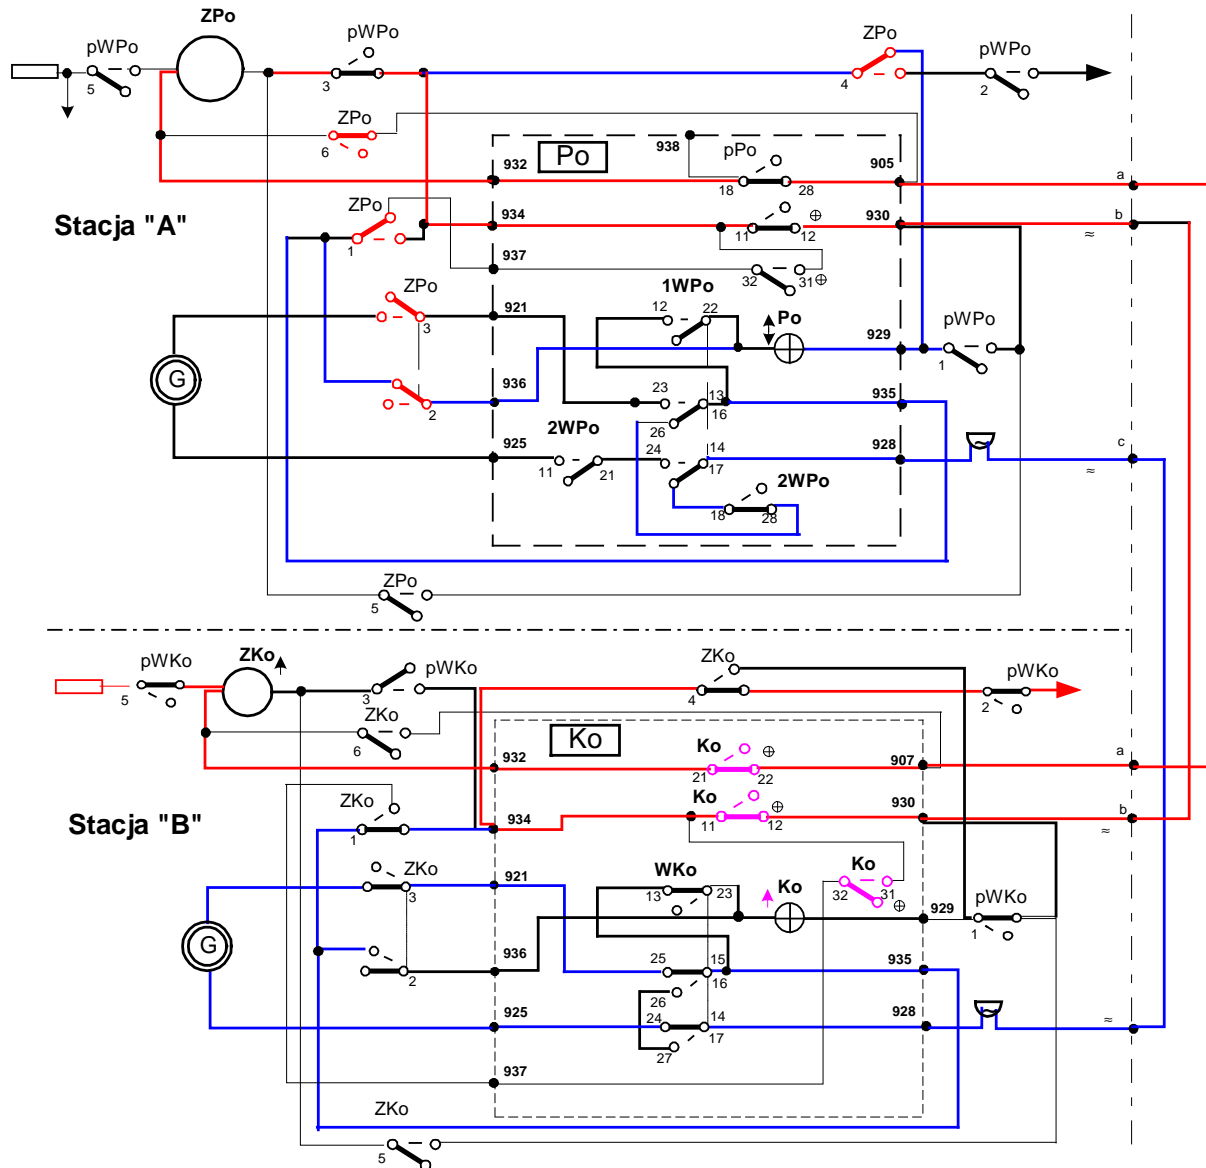 ZPo
pWPo
pWPo
ZPo
pWPo
5
3
4
2
ZPo
6
938
pPo
Po
932
905
18
28
a
Stacja "A"
ZPo
1
934
11
12
⊕
930
b
≈
937
32
31
⊕
1WPo
ZPo
3
921
12
22
Po
929
pWPo
1
G
2
936
23
13
16
935
26
2WPo
925
11
21
24
14
17
928
c
≈
2WPo
18
28
ZPo
5
ZKo
pWKo
pWKo
ZKo
pWKo
5
3
4
2
ZKo
6
Ko
932
Ko
⊕
21
22
907
a
Stacja "B"
ZKo
1
934
Ko
⊕
11
12
930
b
≈
Ko
32
31
⊕
ZKo
3
921
WKo
13
23
Ko
929
pWKo
1
G
2
936
25
15
16
935
26
925
24
14
17
928
≈
27
937
ZKo
5